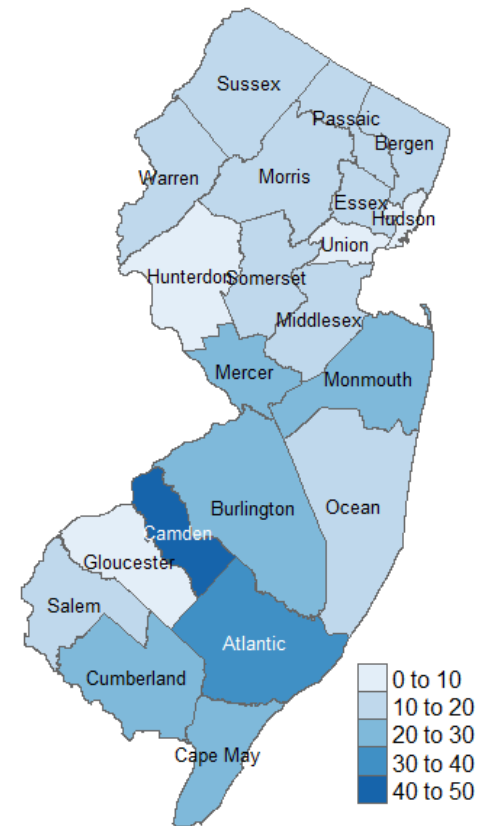 Sussex
Passaic
Bergen
Warren
Morris
Essex
Hudson
Union
Hunterdon
Somerset
Middlesex
Mercer
Monmouth
Burlington
Ocean
Camden
Gloucester
Salem
Atlantic
Cumberland
Cape May
0 to 10
10 to 20
20 to 30
30 to 40
40 to 50